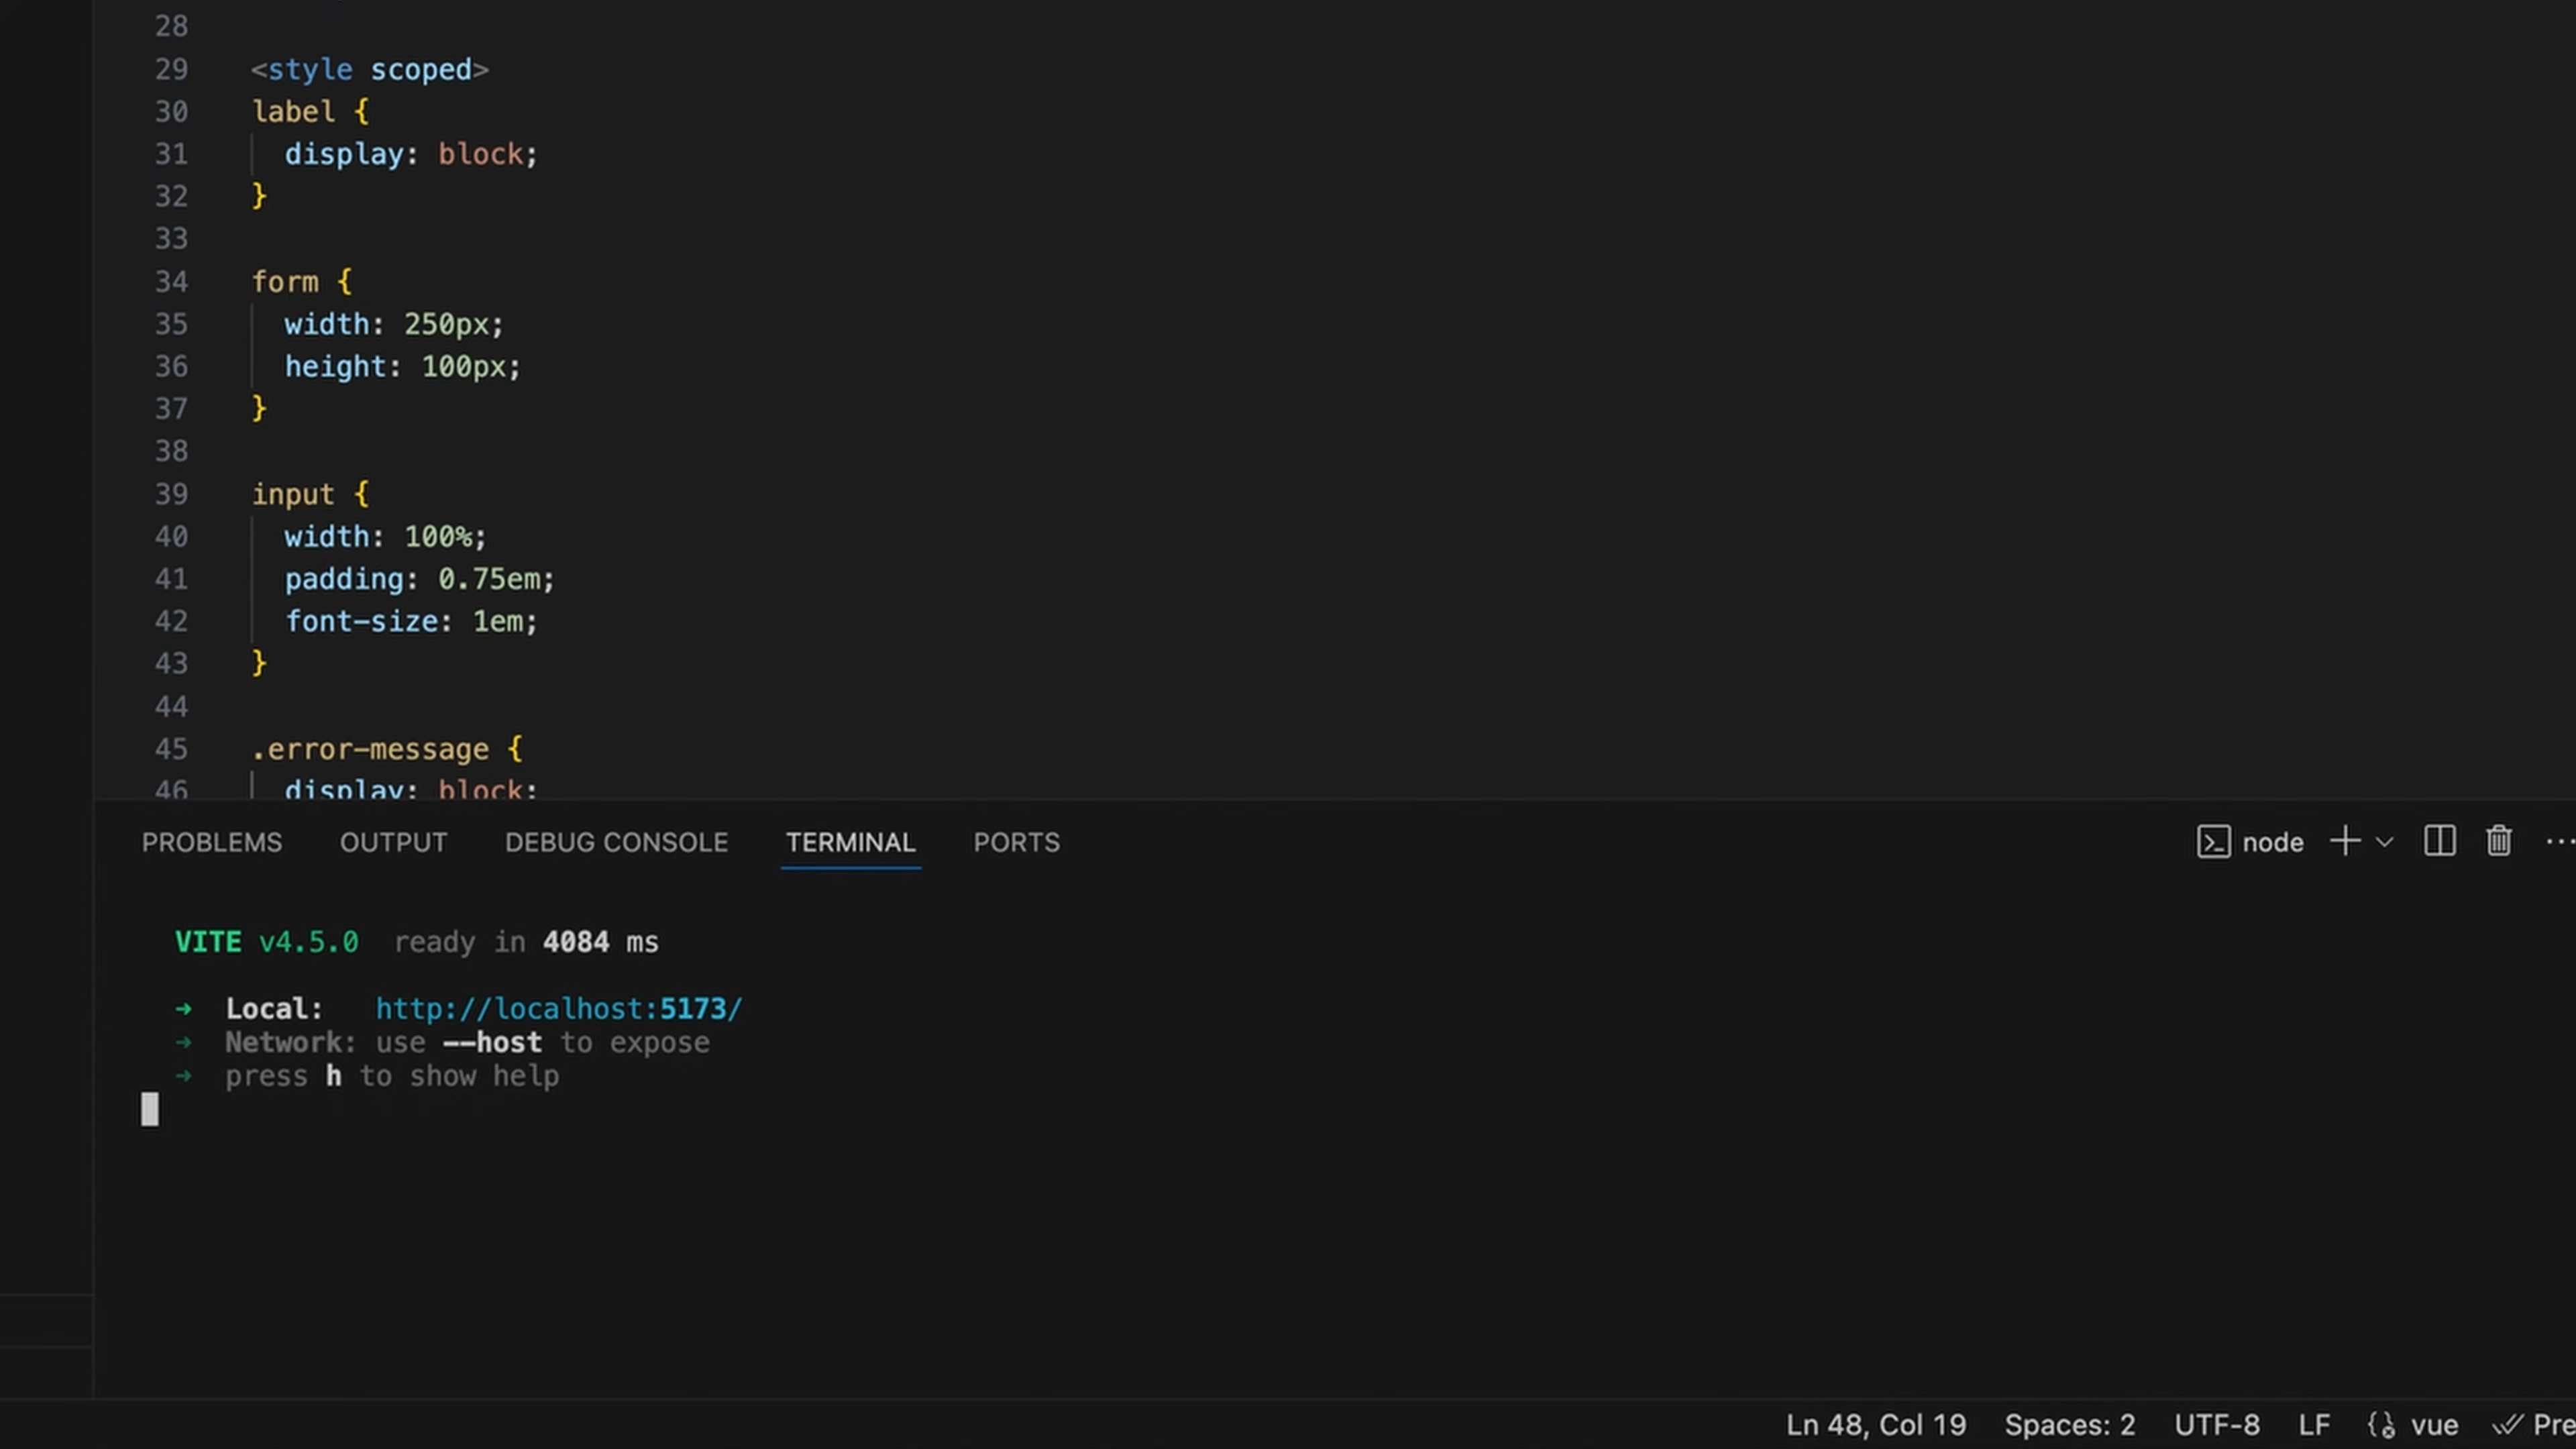 28
29 <style scoped>
30 label {
31 display: block;
32 }
33
34 form {
35 width: 250px;
36 height: 100px;
37 }
38
39 input {
40 width: 100%;
41 padding: 0.75em;
42 font-size: 1em;
43 }
44
45 .error-message {
46 display: block;
PROBLEMS OUTPUT DEBUG CONSOLE TERMINAL PORTS node
VITE v4.5.0 ready in 4084 ms
➜ Local: http://localhost:5173/
➜ Network: use --host to expose
➜ press h to show help
Ln 48, Col 19 Spaces: 2 UTF-8 LF vue Pre